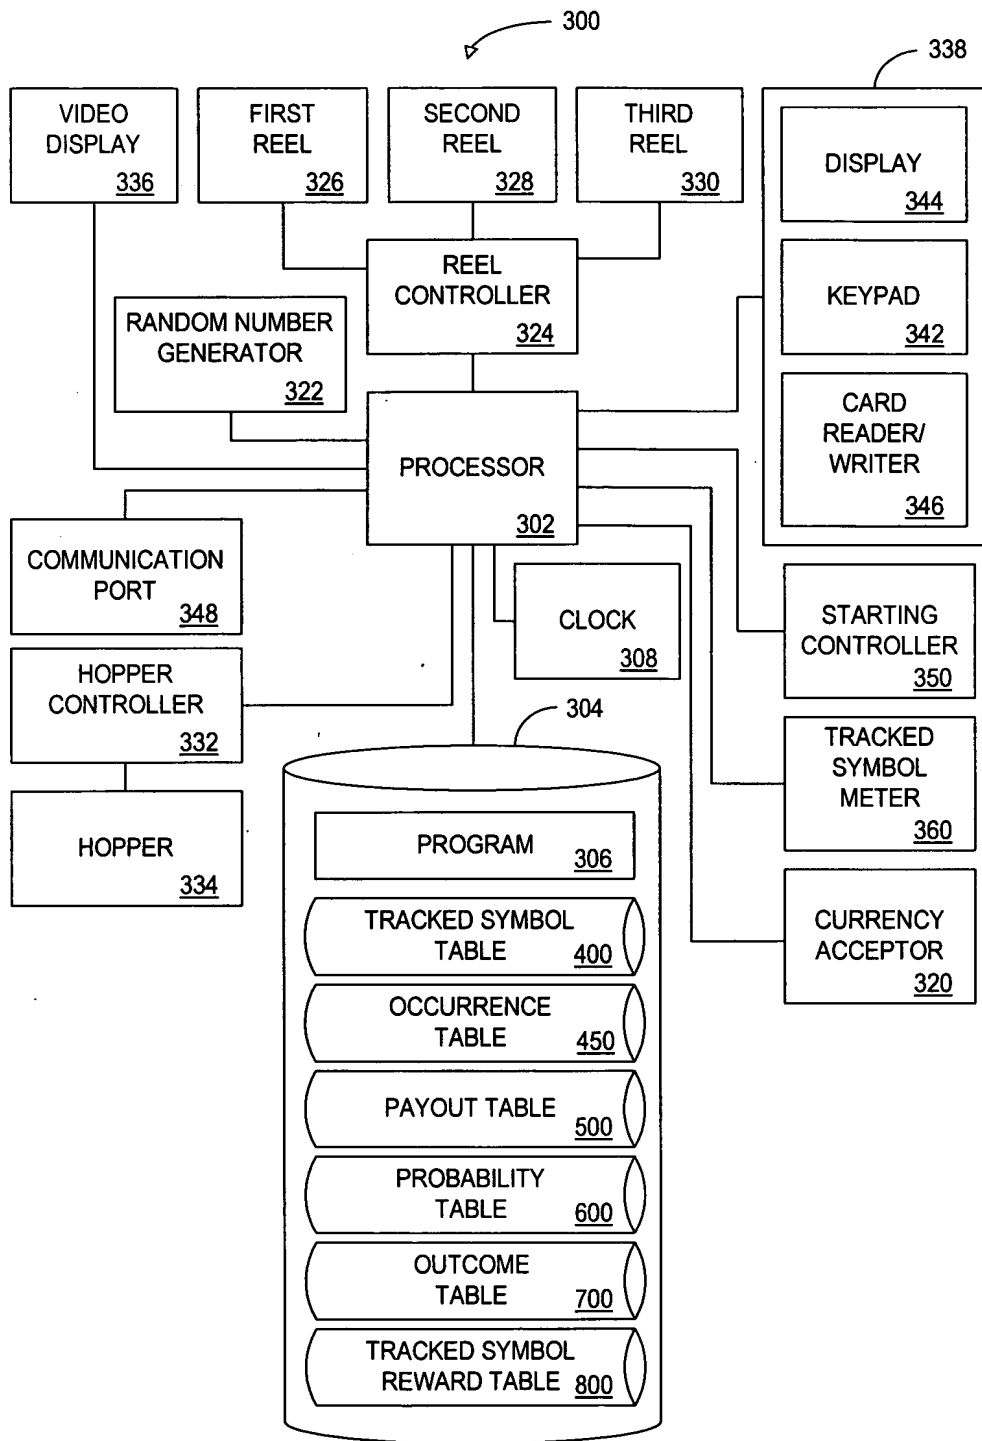 300
338
VIDEO
DISPLAY
336
FIRST
REEL
326
SECOND
REEL
328
THIRD
REEL
330
DISPLAY
344
REEL
CONTROLLER
324
KEYPAD
342
RANDOM NUMBER
GENERATOR
322
CARD
READER/
WRITER
346
PROCESSOR
302
COMMUNICATION
PORT
348
CLOCK
308
STARTING
CONTROLLER
350
HOPPER
CONTROLLER
332
304
TRACKED
SYMBOL
METER
360
HOPPER
334
PROGRAM
306
CURRENCY
ACCEPTOR
320
TRACKED SYMBOL
TABLE
400
OCCURRENCE
TABLE
450
PAYOUT TABLE
500
PROBABILITY
TABLE
600
OUTCOME
TABLE
700
TRACKED SYMBOL
REWARD TABLE
800